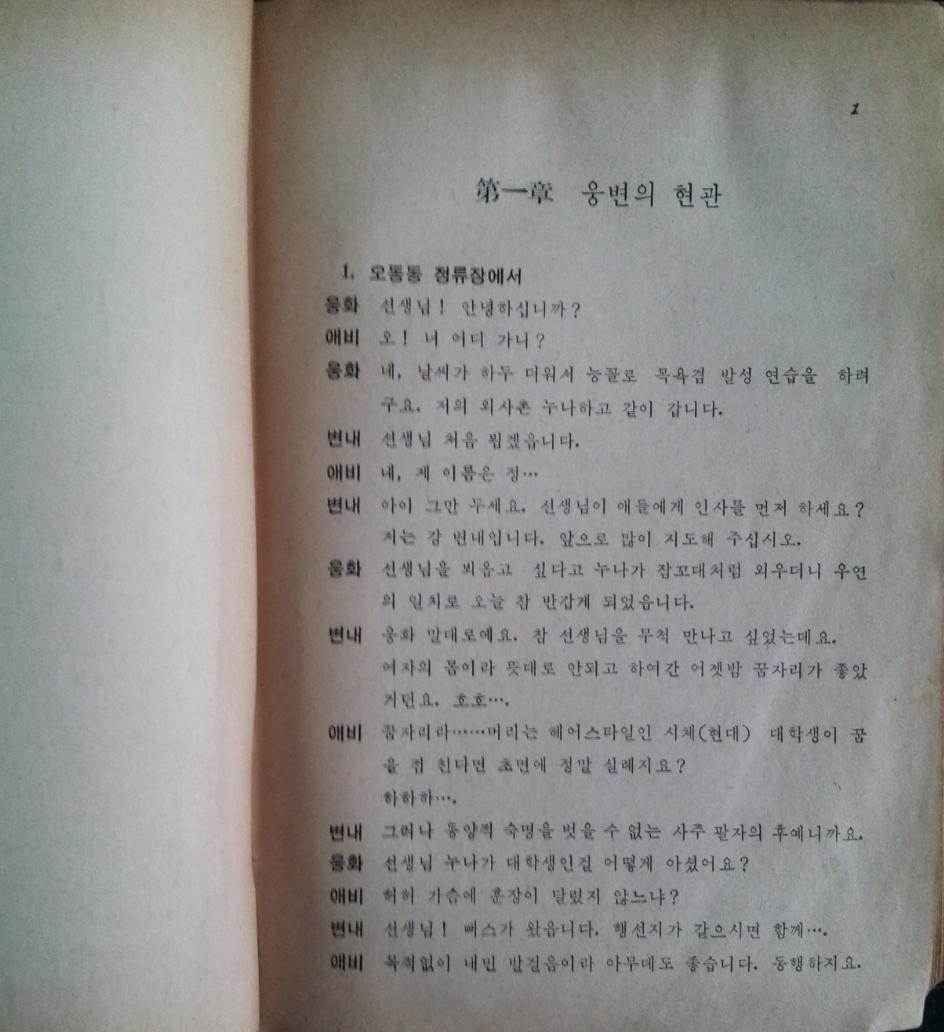 1
第一章 웅변의 현관
1. 오동동 정류장에서
웅화 선생님! 안녕하십니까?
애비 오! 너 어디 가니?
웅화 네, 날씨가 하두 더워서 능꼴로 목욕겸 발성 연습을 하려
구요. 저의 외사촌 누나하고 같이 갑니다.
변내 선생님 처음 뵙겠읍니다.
애비 네, 제 이름은 정…
변내 아이 그만 두세요. 선생님이 애들에게 인사를 먼저 하세요?
저는 강 변내입니다. 앞으로 많이 지도해 주십시오.
웅화 선생님을 뵈옵고 싶다고 누나가 잠꼬대처럼 외우더니 우연
의 일치로 오늘 참 반갑게 되었읍니다.
변내 웅화 말대로예요. 참 선생님을 무척 만나고 싶었는데요.
여자의 몸이라 뜻대로 안되고 하여간 어젯밤 꿈자리가 좋았
거던요. 호호….
애비 꿈자리라……머리는 헤어스타일인 시체(현대) 대학생이 꿈
을 점 친다면 초면에 정말 실례지요?
하하하….
변내 그러나 동양적 숙명을 벗을 수 없는 사주 팔자의 후예니까요.
웅화 선생님 누나가 대학생인걸 어떻게 아셨어요?
애비 허허 가슴에 훈장이 달렸지 않느냐?
변내 선생님! 뻐스가 왔읍니다. 행선지가 같으시면 함께….
애비 목적없이 내민 발걸음이라 아무데도 좋습니다. 동행하지요.